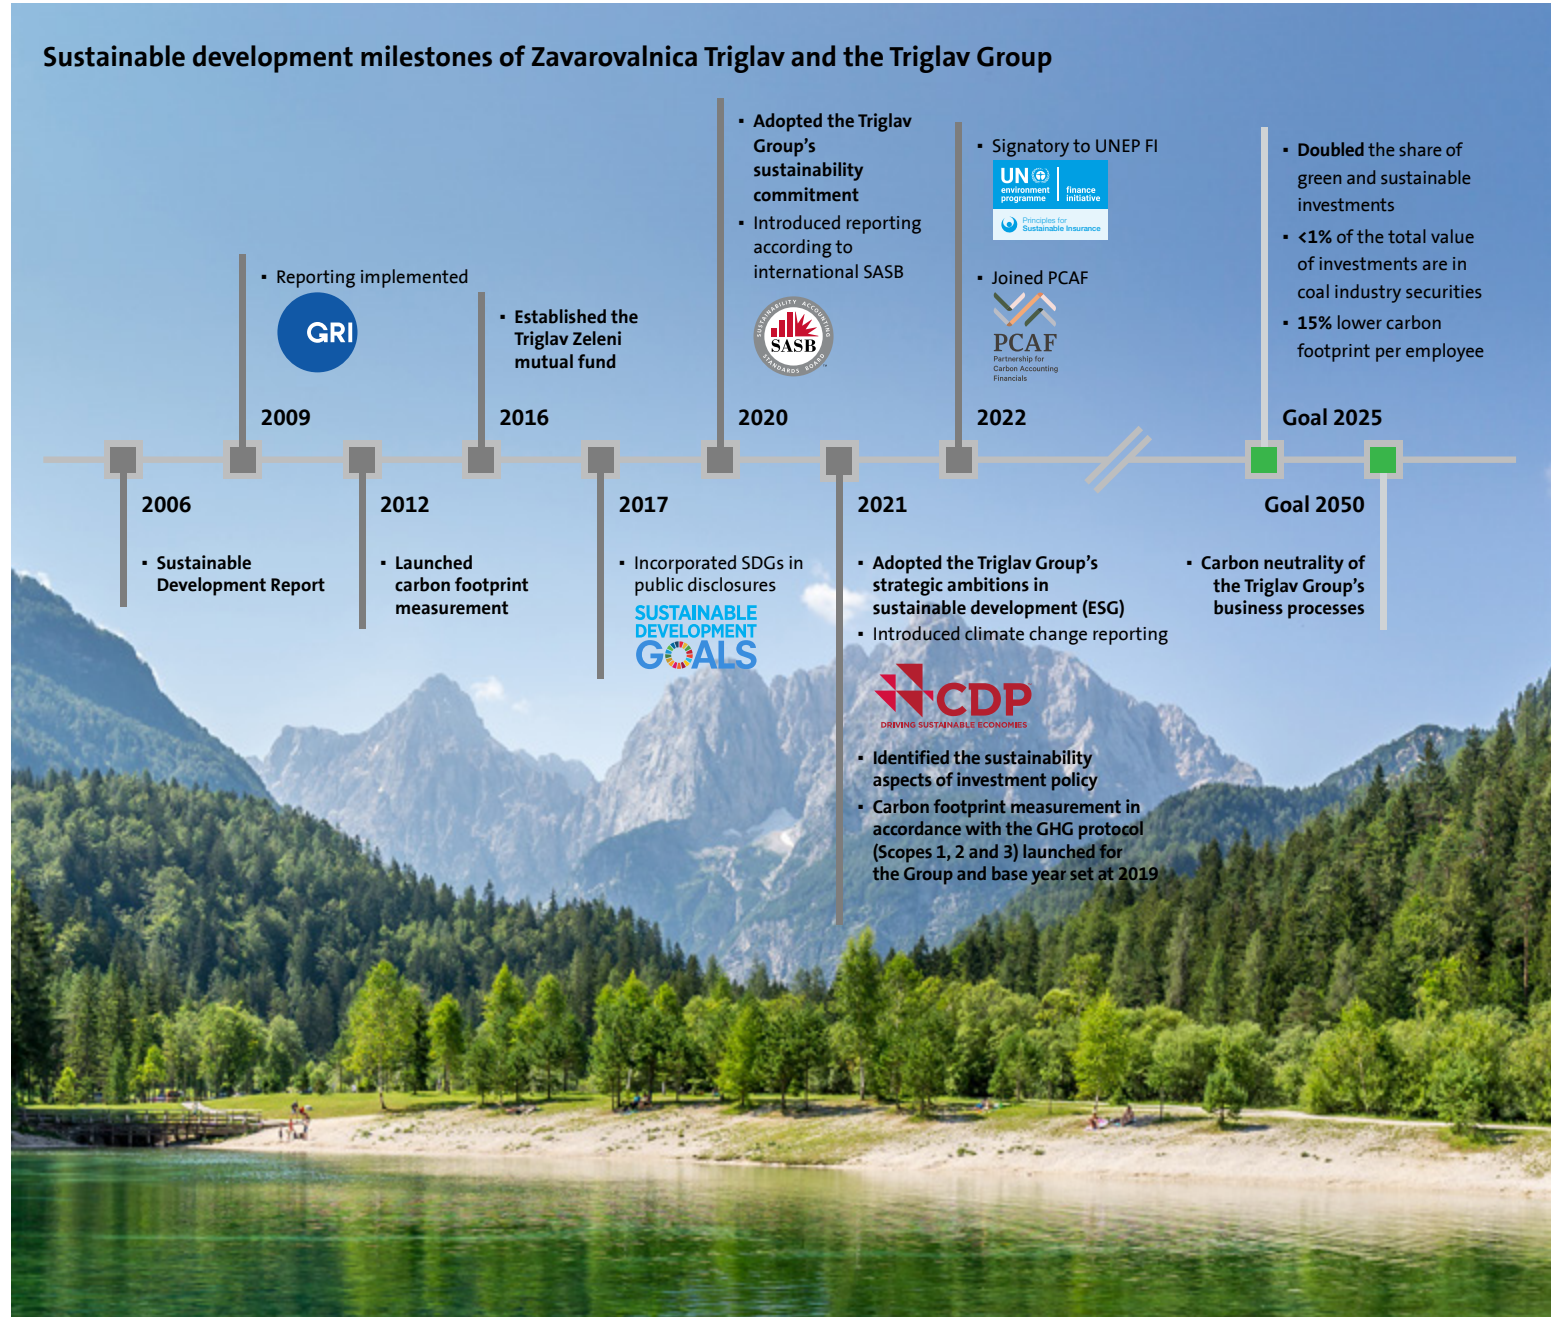 Sustainable development milestones of Zavarovalnica Triglav and the Triglav Group
▪ Reporting implemented
GRI
2009
▪ Established the
Triglav Zeleni
mutual fund
2016
▪ Adopted the Triglav
Group’s
sustainability
commitment
▪ Introduced reporting
according to
international SASB
SUSTAINABILITY ACCOUNTING
SASB
STANDARDS BOARD
2020
▪ Signatory to UNEP FI
UN
environment
programme
finance
initiative
Principles for
Sustainable Insurance
▪ Joined PCAF
PCAF
Partnership for
Carbon Accounting
Financials
2022
▪ Doubled the share of
green and sustainable
investments
▪ <1% of the total value
of investments are in
coal industry securities
▪ 15% lower carbon
footprint per employee
Goal 2025
2006
▪ Sustainable
Development Report
2012
▪ Launched
carbon footprint
measurement
2017
▪ Incorporated SDGs in
public disclosures
SUSTAINABLE
DEVELOPMENT
GOALS
2021
▪ Adopted the Triglav Group’s
strategic ambitions in
sustainable development (ESG)
▪ Introduced climate change reporting
CDP
DRIVING SUSTAINABLE ECONOMIES
▪ Identified the sustainability
aspects of investment policy
▪ Carbon footprint measurement in
accordance with the GHG protocol
(Scopes 1, 2 and 3) launched for
the Group and base year set at 2019
Goal 2050
▪ Carbon neutrality of
the Triglav Group’s
business processes